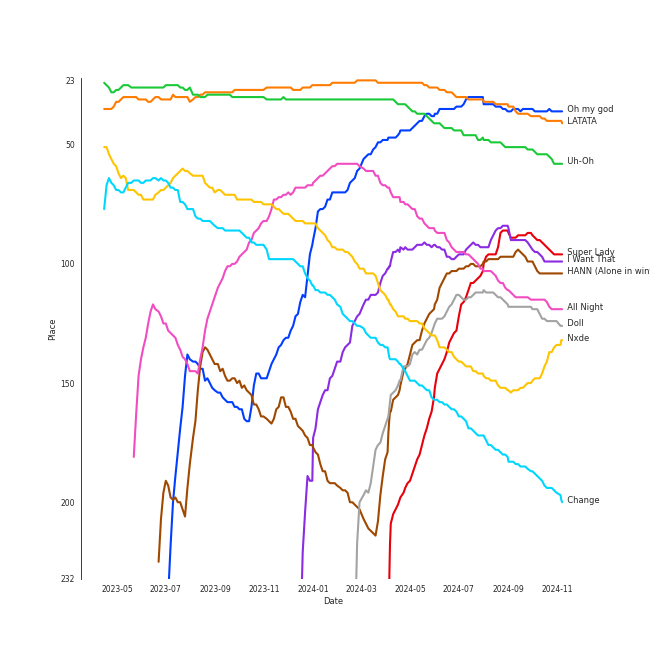 23
50
100
150
200
232
Place
2023-05
2023-07
2023-09
2023-11
2024-01
2024-03
2024-05
2024-07
2024-09
2024-11
Date
Oh my god
LATATA
Uh-Oh
Super Lady
I Want That
HANN (Alone in win
All Night
Doll
Nxde
Change